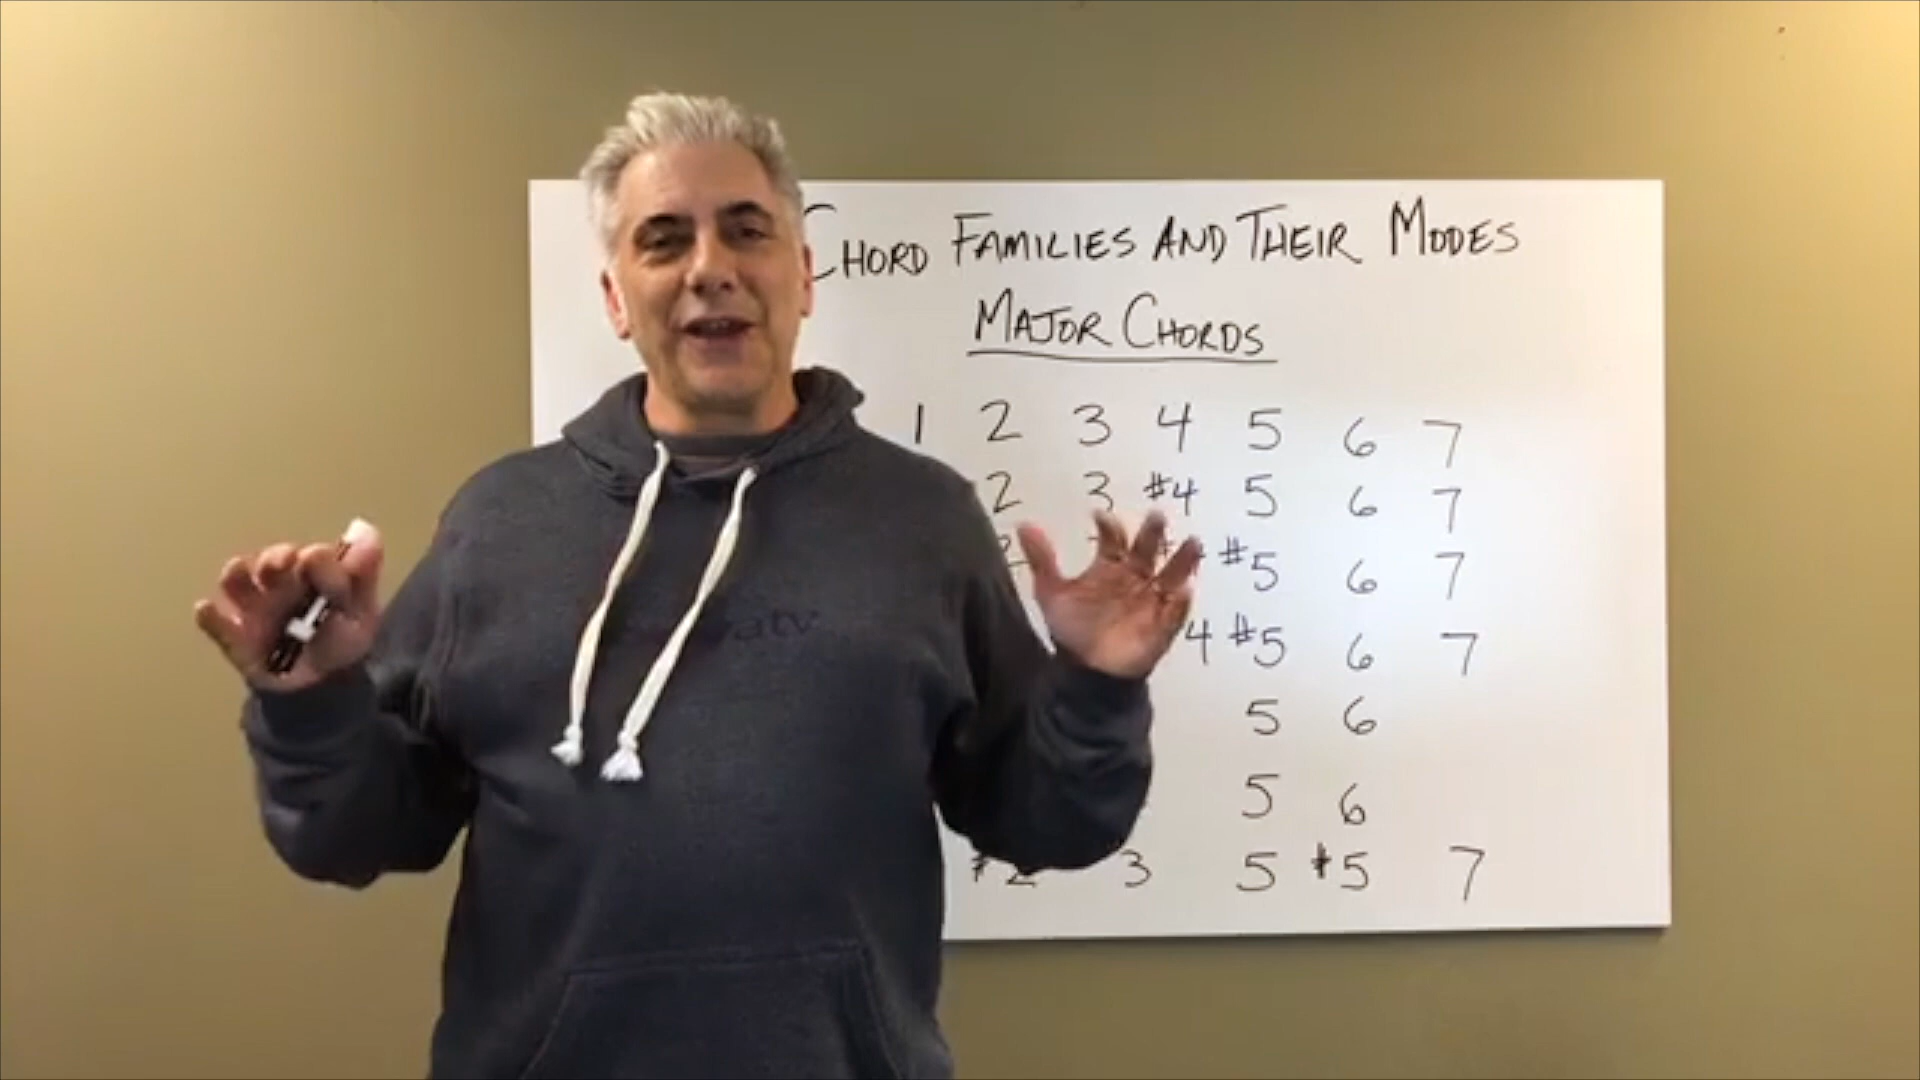 CHORD FAMILIES AND THEIR MODES
MAJOR CHORDS
1 2 3 4 5 6 7
2 3 #4 5 6 7
#5 6 7
4 #5 6 7
5 6
5 6
#2 3 5 #5 7